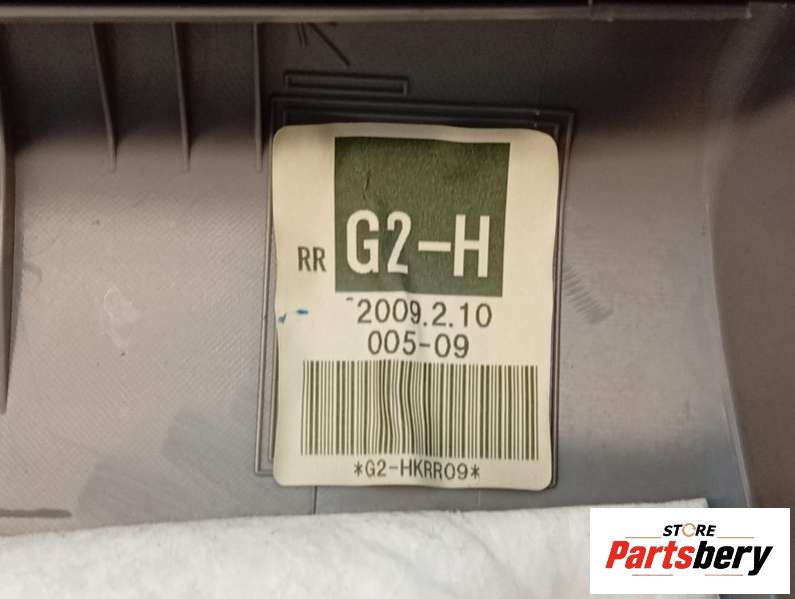 RR G2-H
2009.2.10
005-09
*G2-HKRR09*
STORE
Partsbery